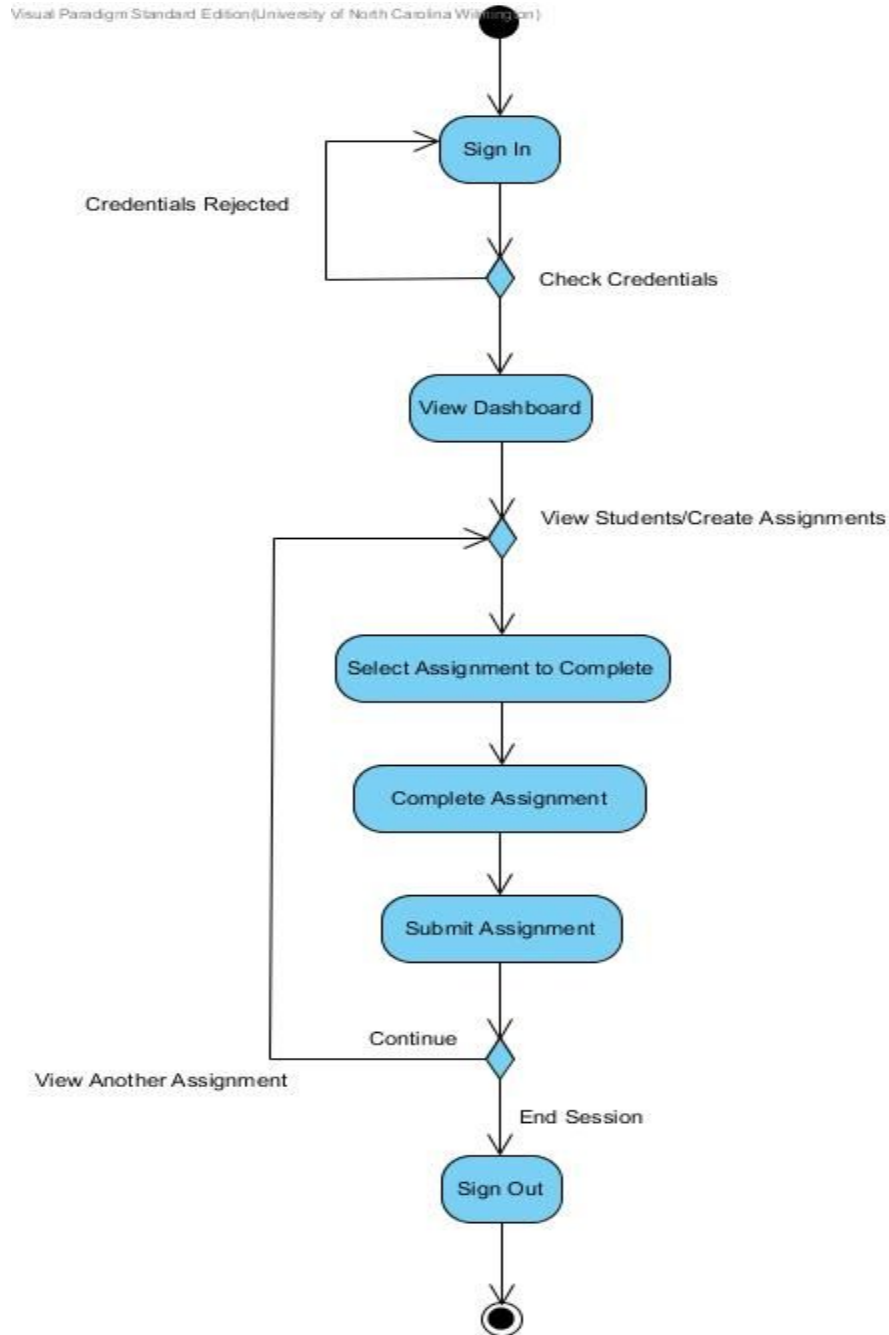 Visual Paradigm Standard Edition(University of North Carolina Wilmington)
Sign In
Credentials Rejected
Check Credentials
View Dashboard
View Students/Create Assignments
Select Assignment to Complete
Complete Assignment
Submit Assignment
Continue
View Another Assignment
End Session
Sign Out